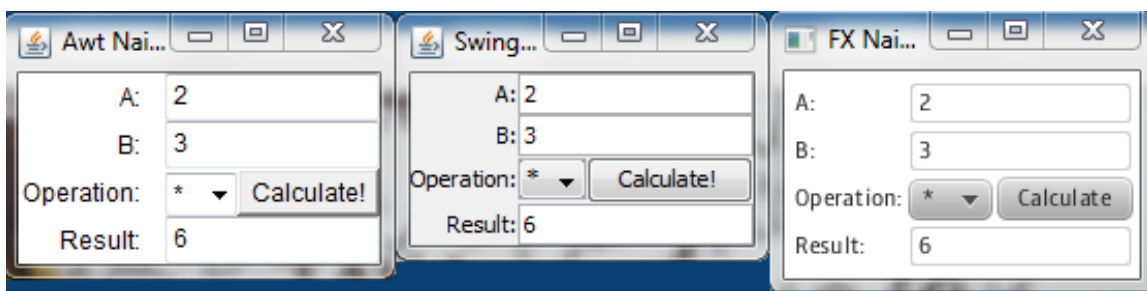 Awt Nai...
A: 2
B: 3
Operation: * Calculate!
Result: 6
Swing...
A: 2
B: 3
Operation: * Calculate!
Result: 6
FX Nai...
A: 2
B: 3
Operation: * Calculate
Result: 6